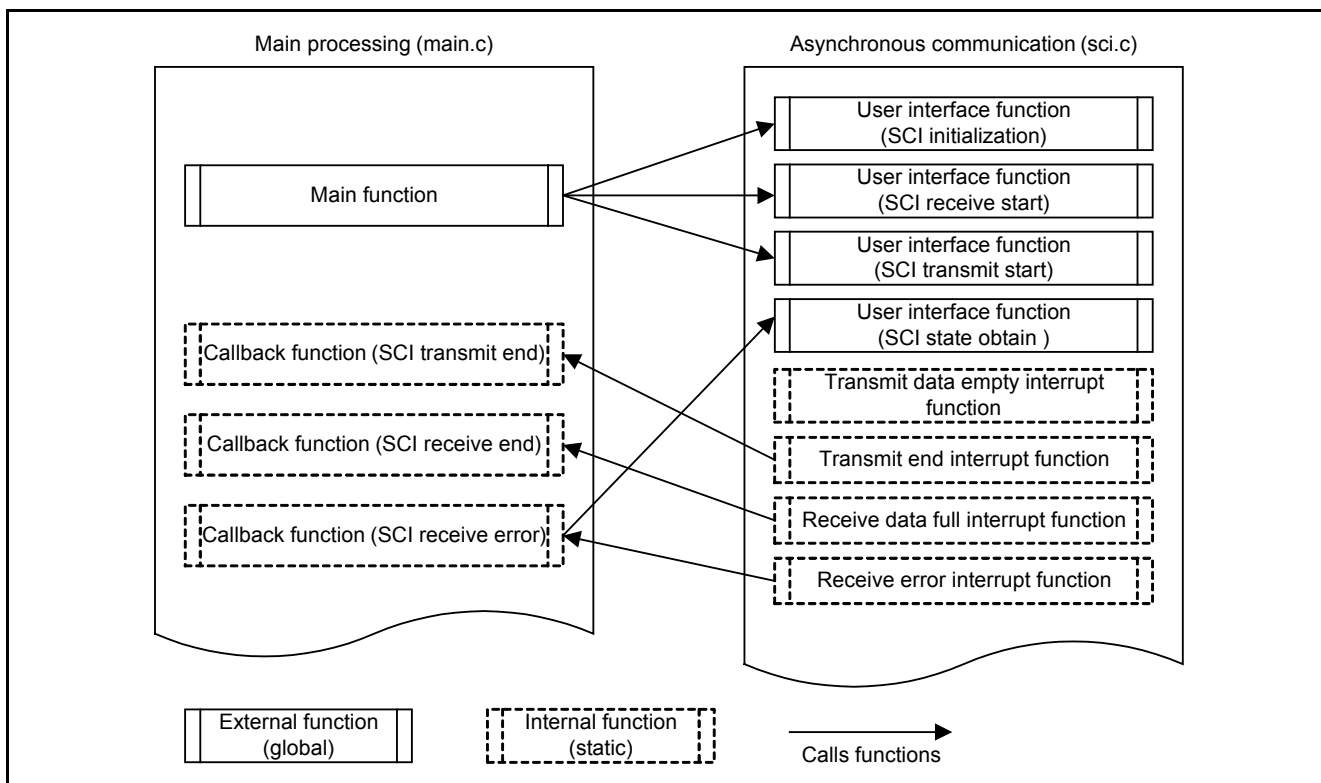 Main processing (main.c)
Main function
Callback function (SCI transmit end)
Callback function (SCI receive end)
Callback function (SCI receive error)
Asynchronous communication (sci.c)
User interface function
(SCI initialization)
User interface function
(SCI receive start)
User interface function
(SCI transmit start)
User interface function
(SCI state obtain )
Transmit data empty interrupt
function
Transmit end interrupt function
Receive data full interrupt function
Receive error interrupt function
External function
(global)
Internal function
(static)
Calls functions